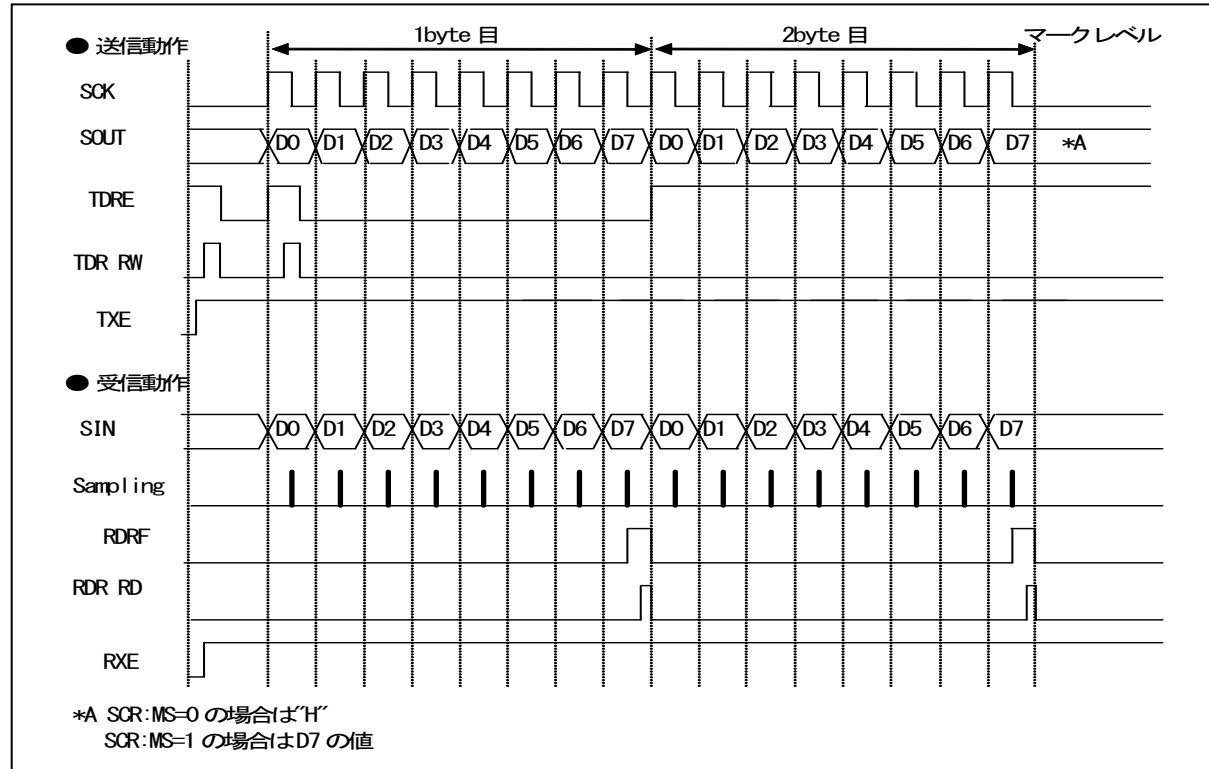 1byte 目 2byte 目 マークレベル
● 送信動作
SCK
SOUT D0 D1 D2 D3 D4 D5 D6 D7 D0 D1 D2 D3 D4 D5 D6 D7 *A
TDRE
TDR RW
TXE
● 受信動作
SIN D0 D1 D2 D3 D4 D5 D6 D7 D0 D1 D2 D3 D4 D5 D6 D7
Sampling
RDRF
RDR RD
RXE
*A SCR:MS=0 の場合は"H"
SCR:MS=1 の場合はD7 の値